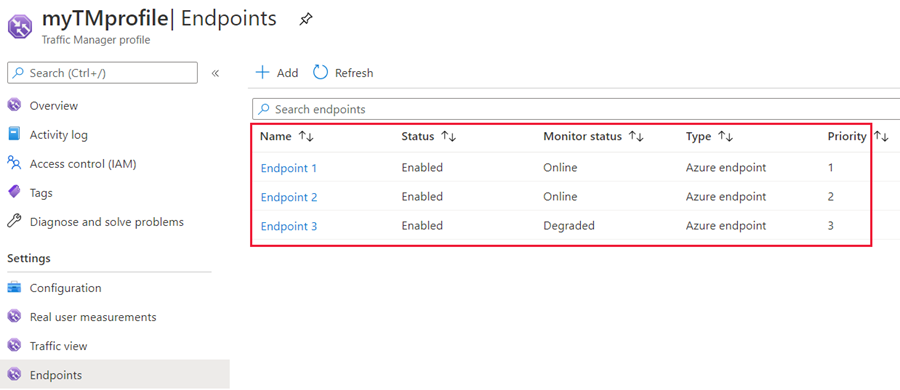 myTMprofile| Endpoints
Traffic Manager profile
Search (Ctrl+/)
Overview
Activity log
Access control (IAM)
Tags
Diagnose and solve problems
Settings
Configuration
Real user measurements
Traffic view
Endpoints
Add Refresh
Search endpoints
Name Status Monitor status Type Priority
Endpoint 1 Enabled Online Azure endpoint 1
Endpoint 2 Enabled Online Azure endpoint 2
Endpoint 3 Enabled Degraded Azure endpoint 3